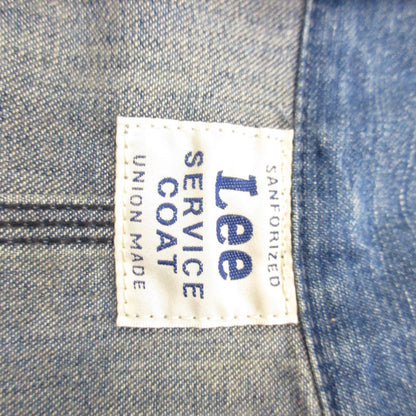 SANFORIZED
Lee
SERVICE
COAT
UNION MADE